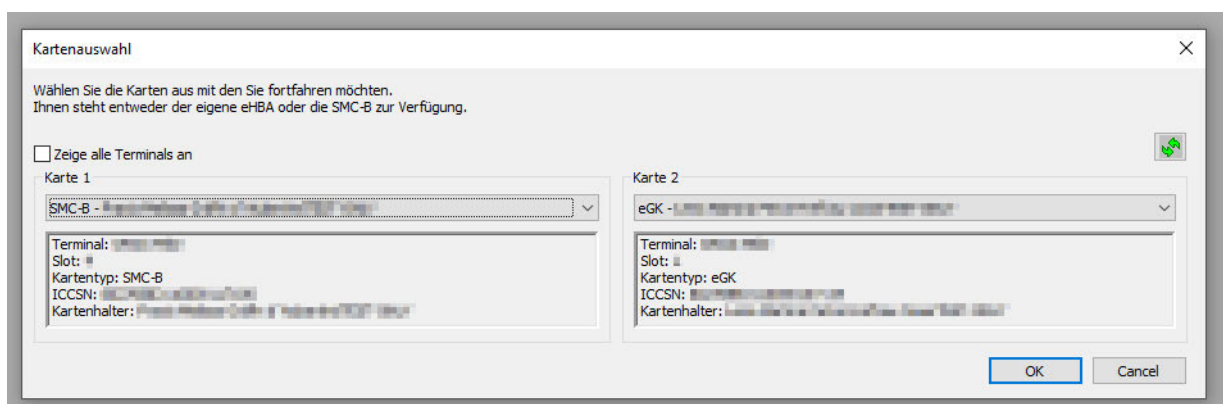 Kartenauswahl
Wählen Sie die Karten aus mit den Sie fortfahren möchten.
Ihnen steht entweder der eigene eHBA oder die SMC-B zur Verfügung.
Zeige alle Terminals an
Karte 1
SMC-B -
Terminal:
Slot:
Kartentyp: SMC-B
ICCSN:
Kartenhalter:
Karte 2
eGK -
Terminal:
Slot:
Kartentyp: eGK
ICCSN:
Kartenhalter:
OK
Cancel